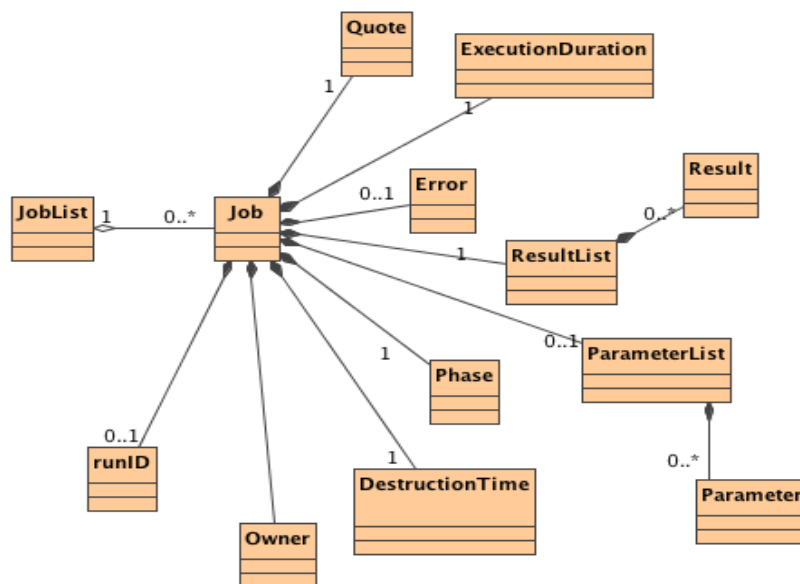 Quote
ExecutionDuration
1
1
Result
Error
0..1
0..*
JobList
1
0..*
Job
1
ResultList
0..1
ParameterList
1
Phase
0..1
runID
1
DestructionTime
0..*
Parameter
Owner